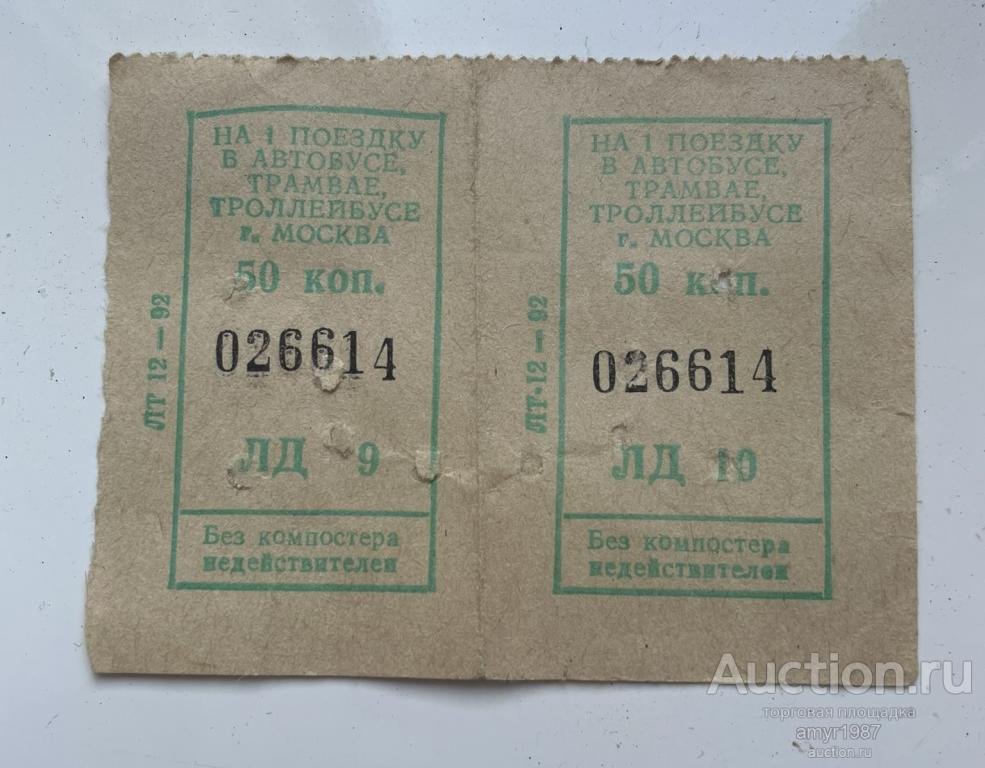 НА 1 ПОЕЗДКУ
В АВТОБУСЕ,
ТРАМВАЕ,
ТРОЛЛЕЙБУСЕ
г. МОСКВА
50 коп.
026614
ЛД 9
Без компостера
недействителен
ЛТ 12 — 92
НА 1 ПОЕЗДКУ
В АВТОБУСЕ,
ТРАМВАЕ,
ТРОЛЛЕЙБУСЕ
г. МОСКВА
50 коп.
026614
ЛД 10
Без компостера
недействителен
ЛТ-12 — 92
Auction.ru
торговая площадка
amyr1987
auction.ru